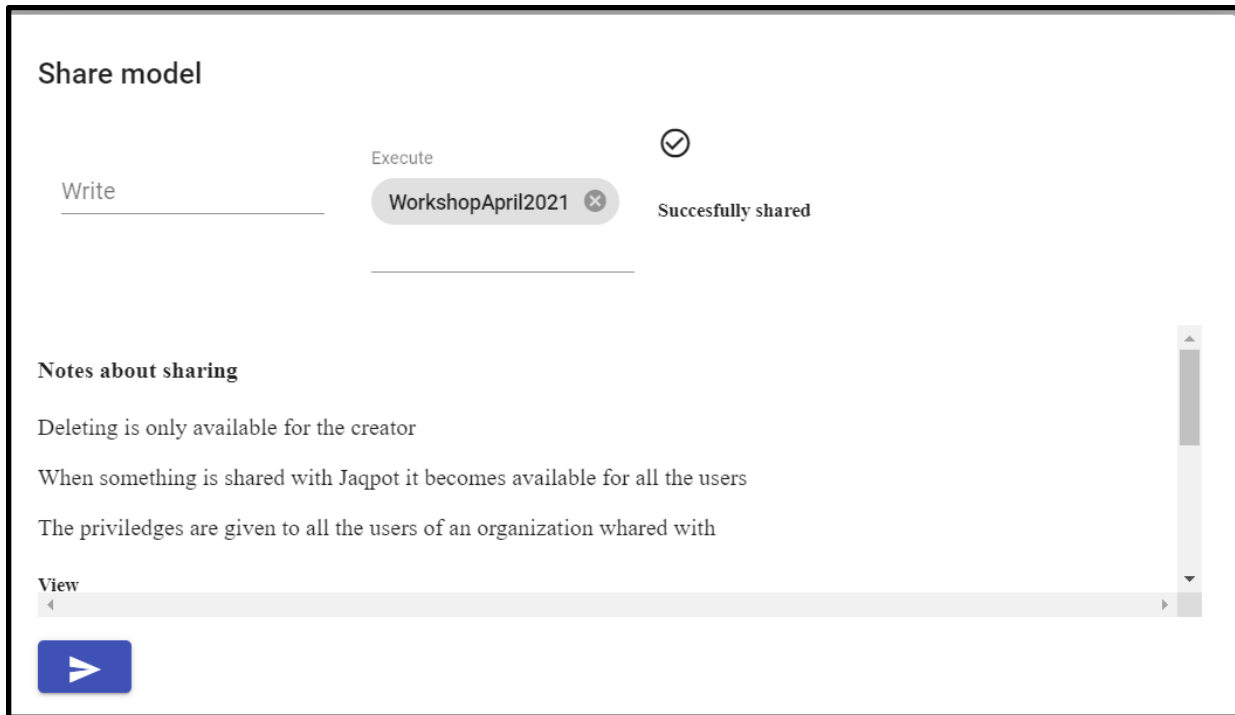 Share model
Write
Execute
WorkshopApril2021
Succesfully shared
Notes about sharing
Deleting is only available for the creator
When something is shared with Jaqpot it becomes available for all the users
The priviledges are given to all the users of an organization whared with
View